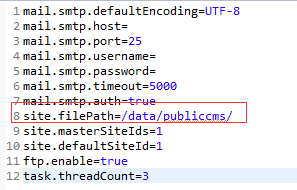 1 mail.smtp.defaultEncoding=UTF-8
2 mail.smtp.host=
3 mail.smtp.port=25
4 mail.smtp.username=
5 mail.smtp.password=
6 mail.smtp.timeout=5000
7 mail.smtp.auth=true
8 site.filePath=/data/publiccms/
9 site.masterSiteIds=1
10 site.defaultSiteId=1
11 ftp.enable=true
12 task.threadCount=3